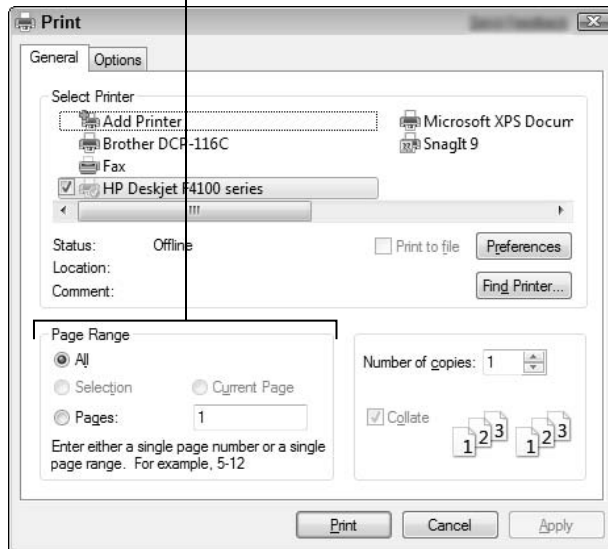 Print
General Options
Select Printer
Add Printer
Brother DCP-116C
Fax
HP Deskjet F4100 series
Microsoft XPS Docum
SnagIt 9
Status: Offline
Location:
Comment:
Print to file
Preferences
Find Printer...
Page Range
All
Selection Current Page
Pages: 1
Enter either a single page number or a single
page range. For example, 5-12
Number of copies: 1
Collate
1 2 3 1 2 3
Print Cancel Apply